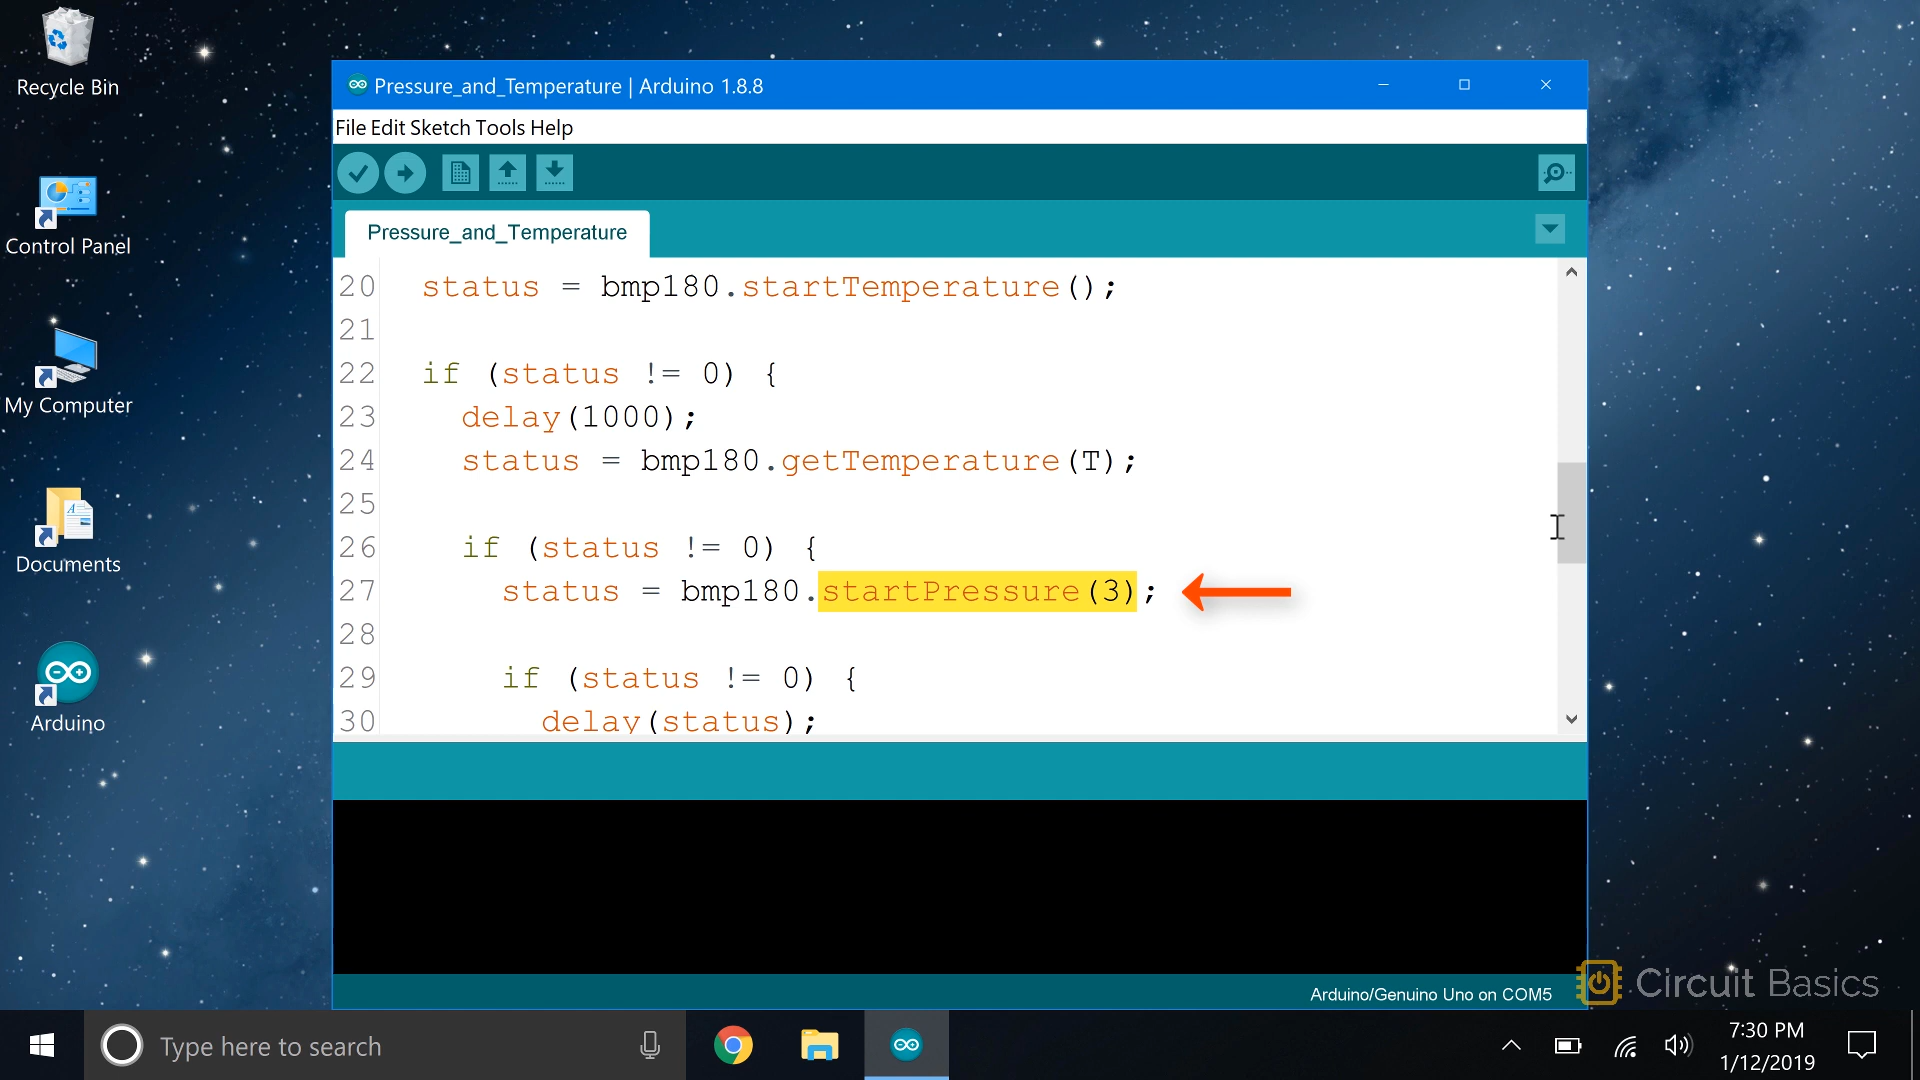 Recycle Bin
Control Panel
My Computer
Documents
Arduino
Pressure_and_Temperature | Arduino 1.8.8
File Edit Sketch Tools Help
Pressure_and_Temperature
20 status = bmp180.startTemperature();
21
22 if (status != 0) {
23 delay(1000);
24 status = bmp180.getTemperature(T);
25
26 if (status != 0) {
27 status = bmp180.startPressure(3);
28
29 if (status != 0) {
30 delay(status);
Arduino/Genuino Uno on COM5
Circuit Basics
Type here to search
7:30 PM
1/12/2019